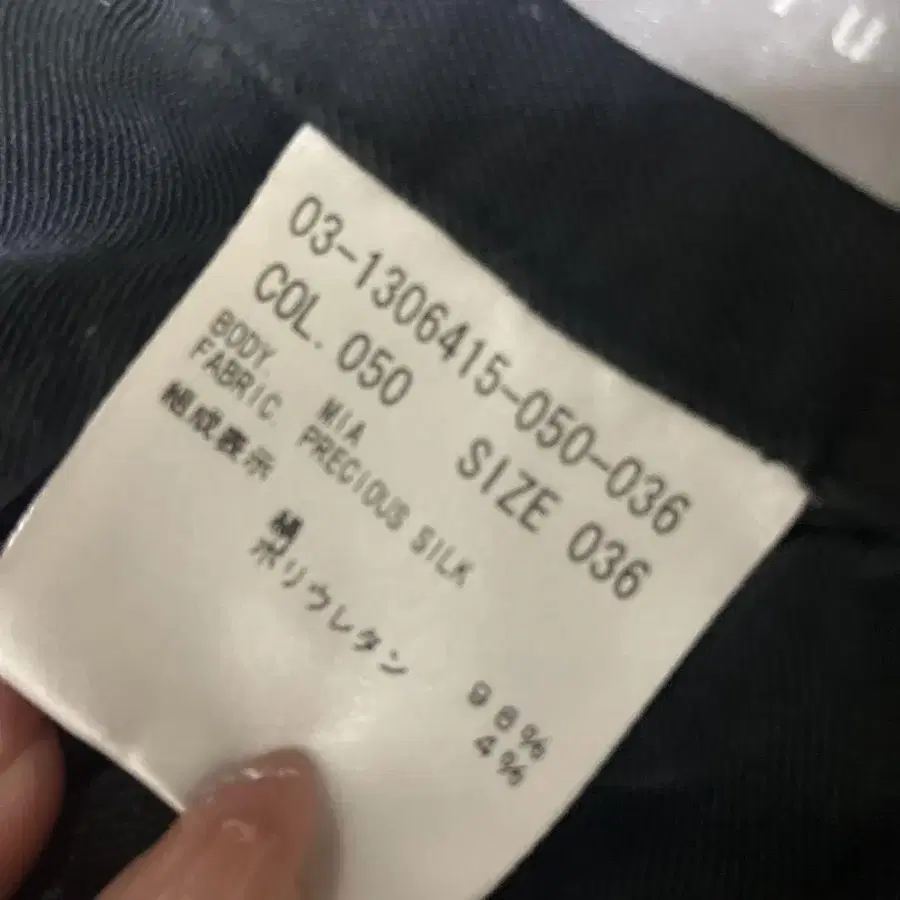 03-1306415-050-036
COL. 050 SIZE 036
BODY. MIA
FABRIC. PRECIOUS SILK
組成表示
絹 96%
ポリウレタン 4%